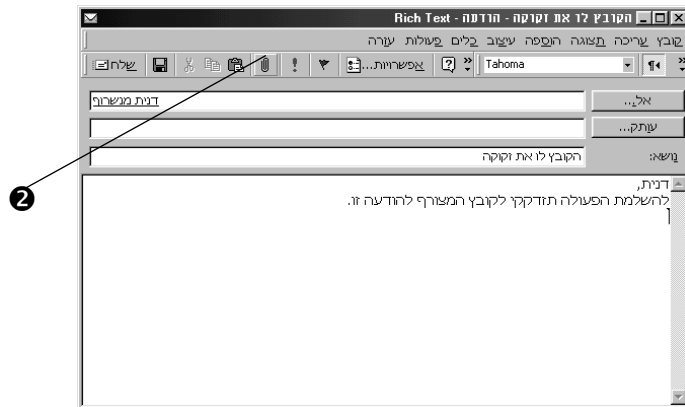 הקובץ לו את זקוקה - הודעה - Rich Text
קובץ עריכה תצוגה הוספה עיצוב כלים פעולות עזרה
שלח אפשרויות... Tahoma
אל... דנית מנשרוף
עותק...
נושא: הקובץ לו את זקוקה
דנית,
להשלמת הפעולה תזדקקי לקובץ המצורף להודעה זו.
2